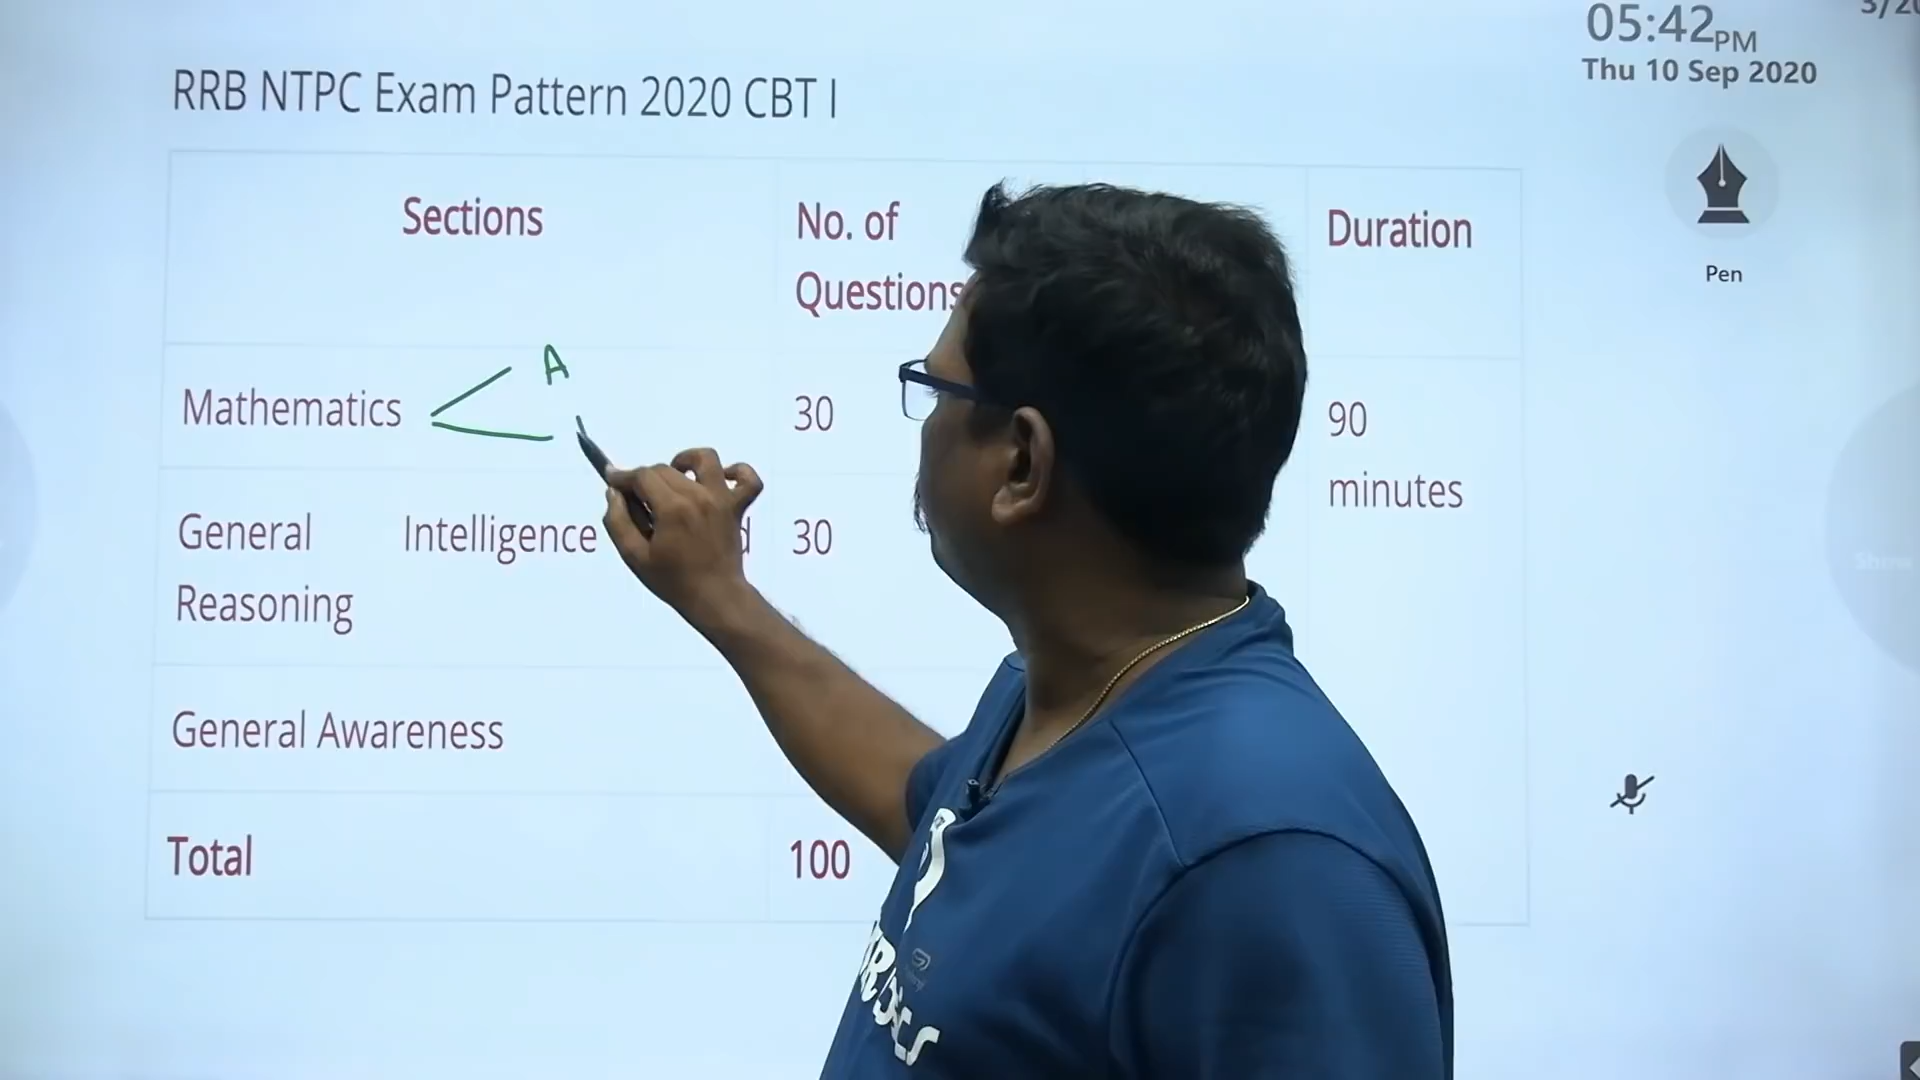 05:42PM
Thu 10 Sep 2020
Pen
RRB NTPC Exam Pattern 2020 CBT I
Sections
No. of
Questions
Duration
Mathematics
A
30
90
minutes
General Intelligence
Reasoning
30
General Awareness
Total
100